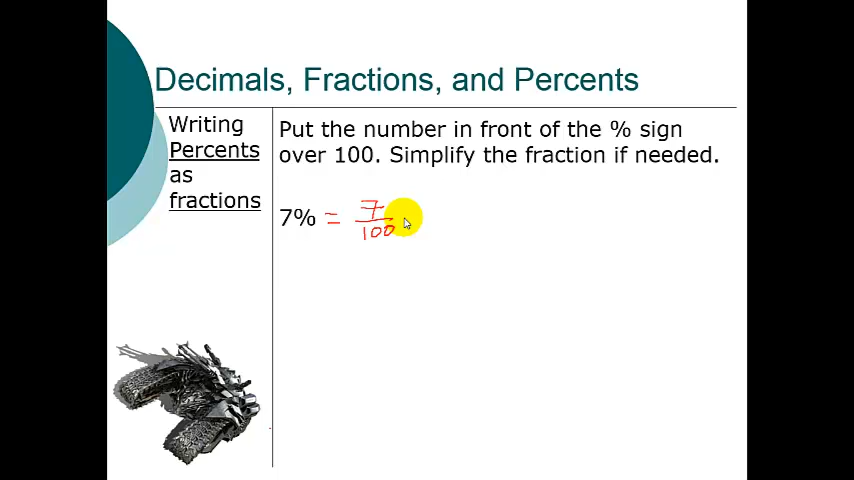 Decimals, Fractions, and Percents
Writing
Percents
as
fractions
Put the number in front of the % sign
over 100. Simplify the fraction if needed.
7% = 7/100